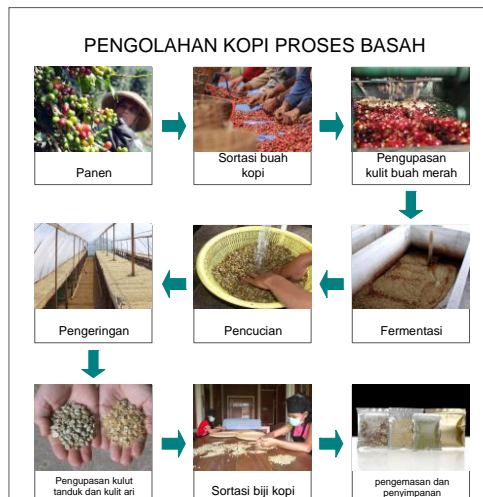 PENGOLAHAN KOPI PROSES BASAH
Panen
Sortasi buah
kopi
Pengupasan
kulit buah merah
Fermentasi
Pencucian
Pengeringan
Pengupasan kulut
tanduk dan kulit ari
Sortasi biji kopi
pengemasan dan
penyimpanan